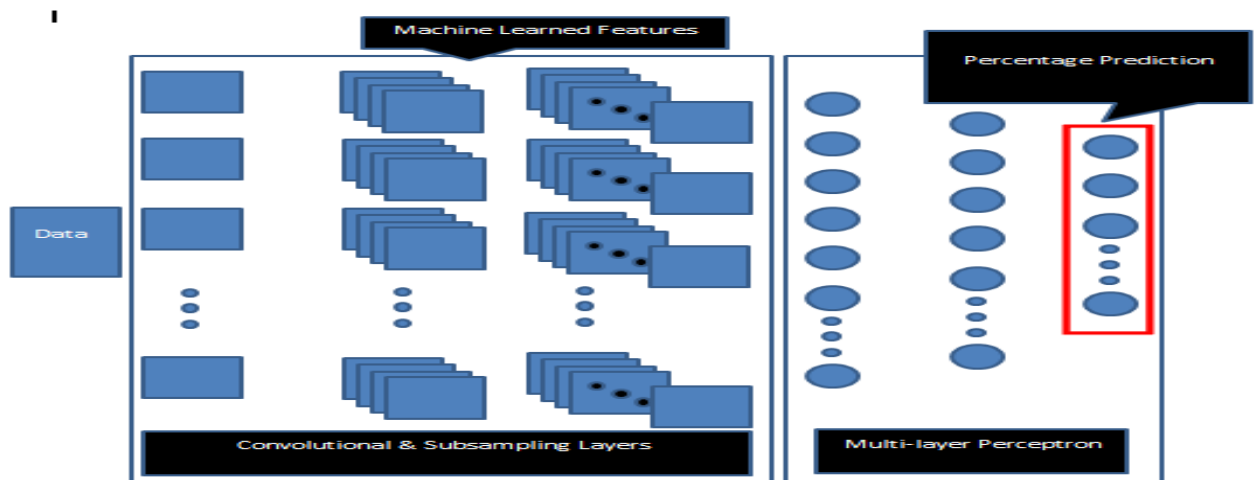 Machine Learned Features
Percentage Prediction
Data
Convolutional & Subsampling Layers
Multi-layer Perceptron